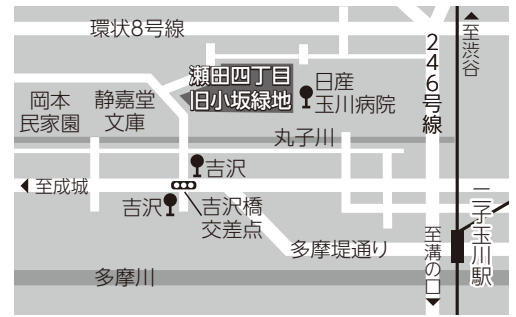 環状8号線
至渋谷
246号線
瀬田四丁目
旧小坂緑地
日産
玉川病院
岡本
民家園
静嘉堂
文庫
丸子川
吉沢
至成城
吉沢
吉沢橋
交差点
二子玉川駅
多摩堤通り
至溝の口
多摩川